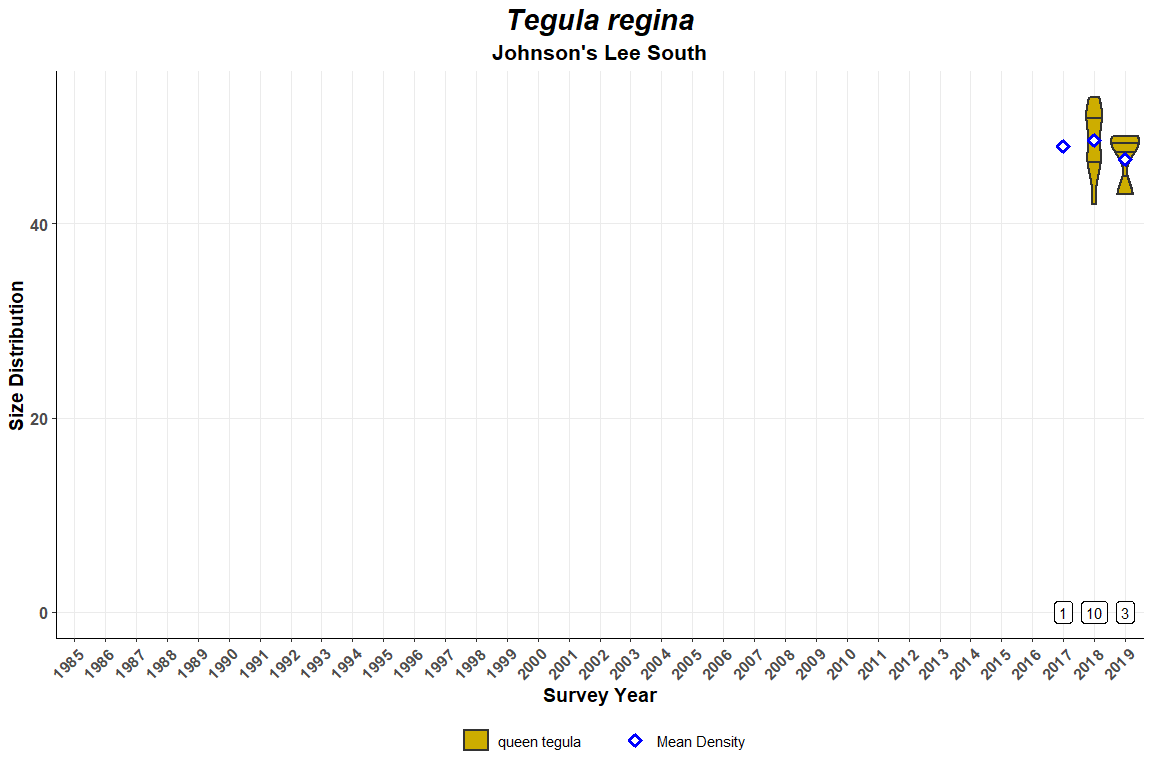 Tegula regina
Johnson's Lee South
Size Distribution
40
20
0
1 10 3
1985 1986 1987 1988 1989 1990 1991 1992 1993 1994 1995 1996 1997 1998 1999 2000 2001 2002 2003 2004 2005 2006 2007 2008 2009 2010 2011 2012 2013 2014 2015 2016 2017 2018 2019
Survey Year
queen tegula Mean Density